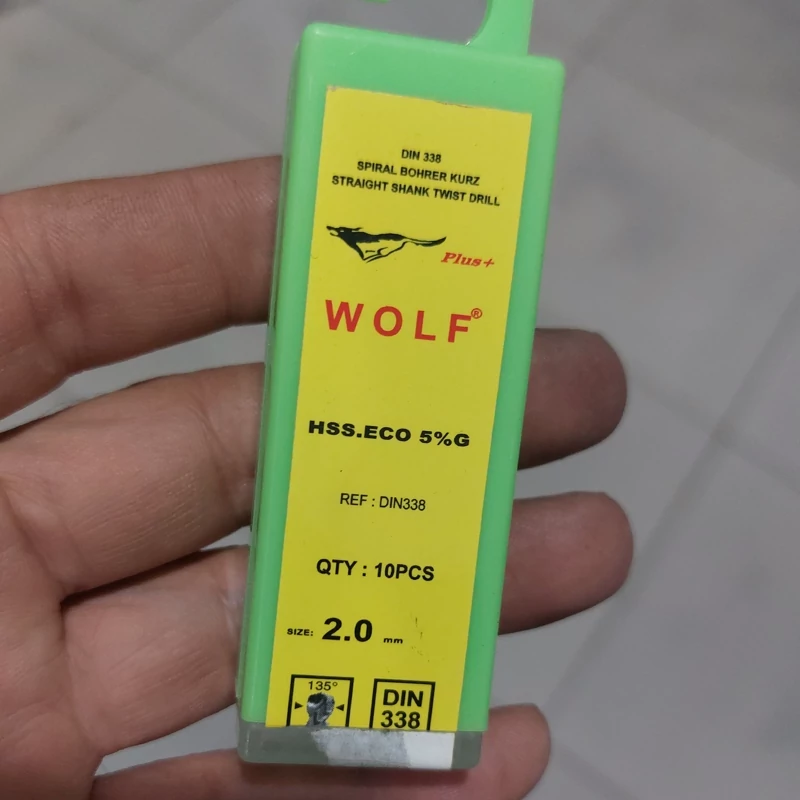 DIN 338
SPIRAL BOHRER KURZ
STRAIGHT SHANK TWIST DRILL
Plus+
WOLF®
HSS.ECO 5%G
REF : DIN338
QTY : 10PCS
SIZE: 2.0 mm
135°
DIN
338